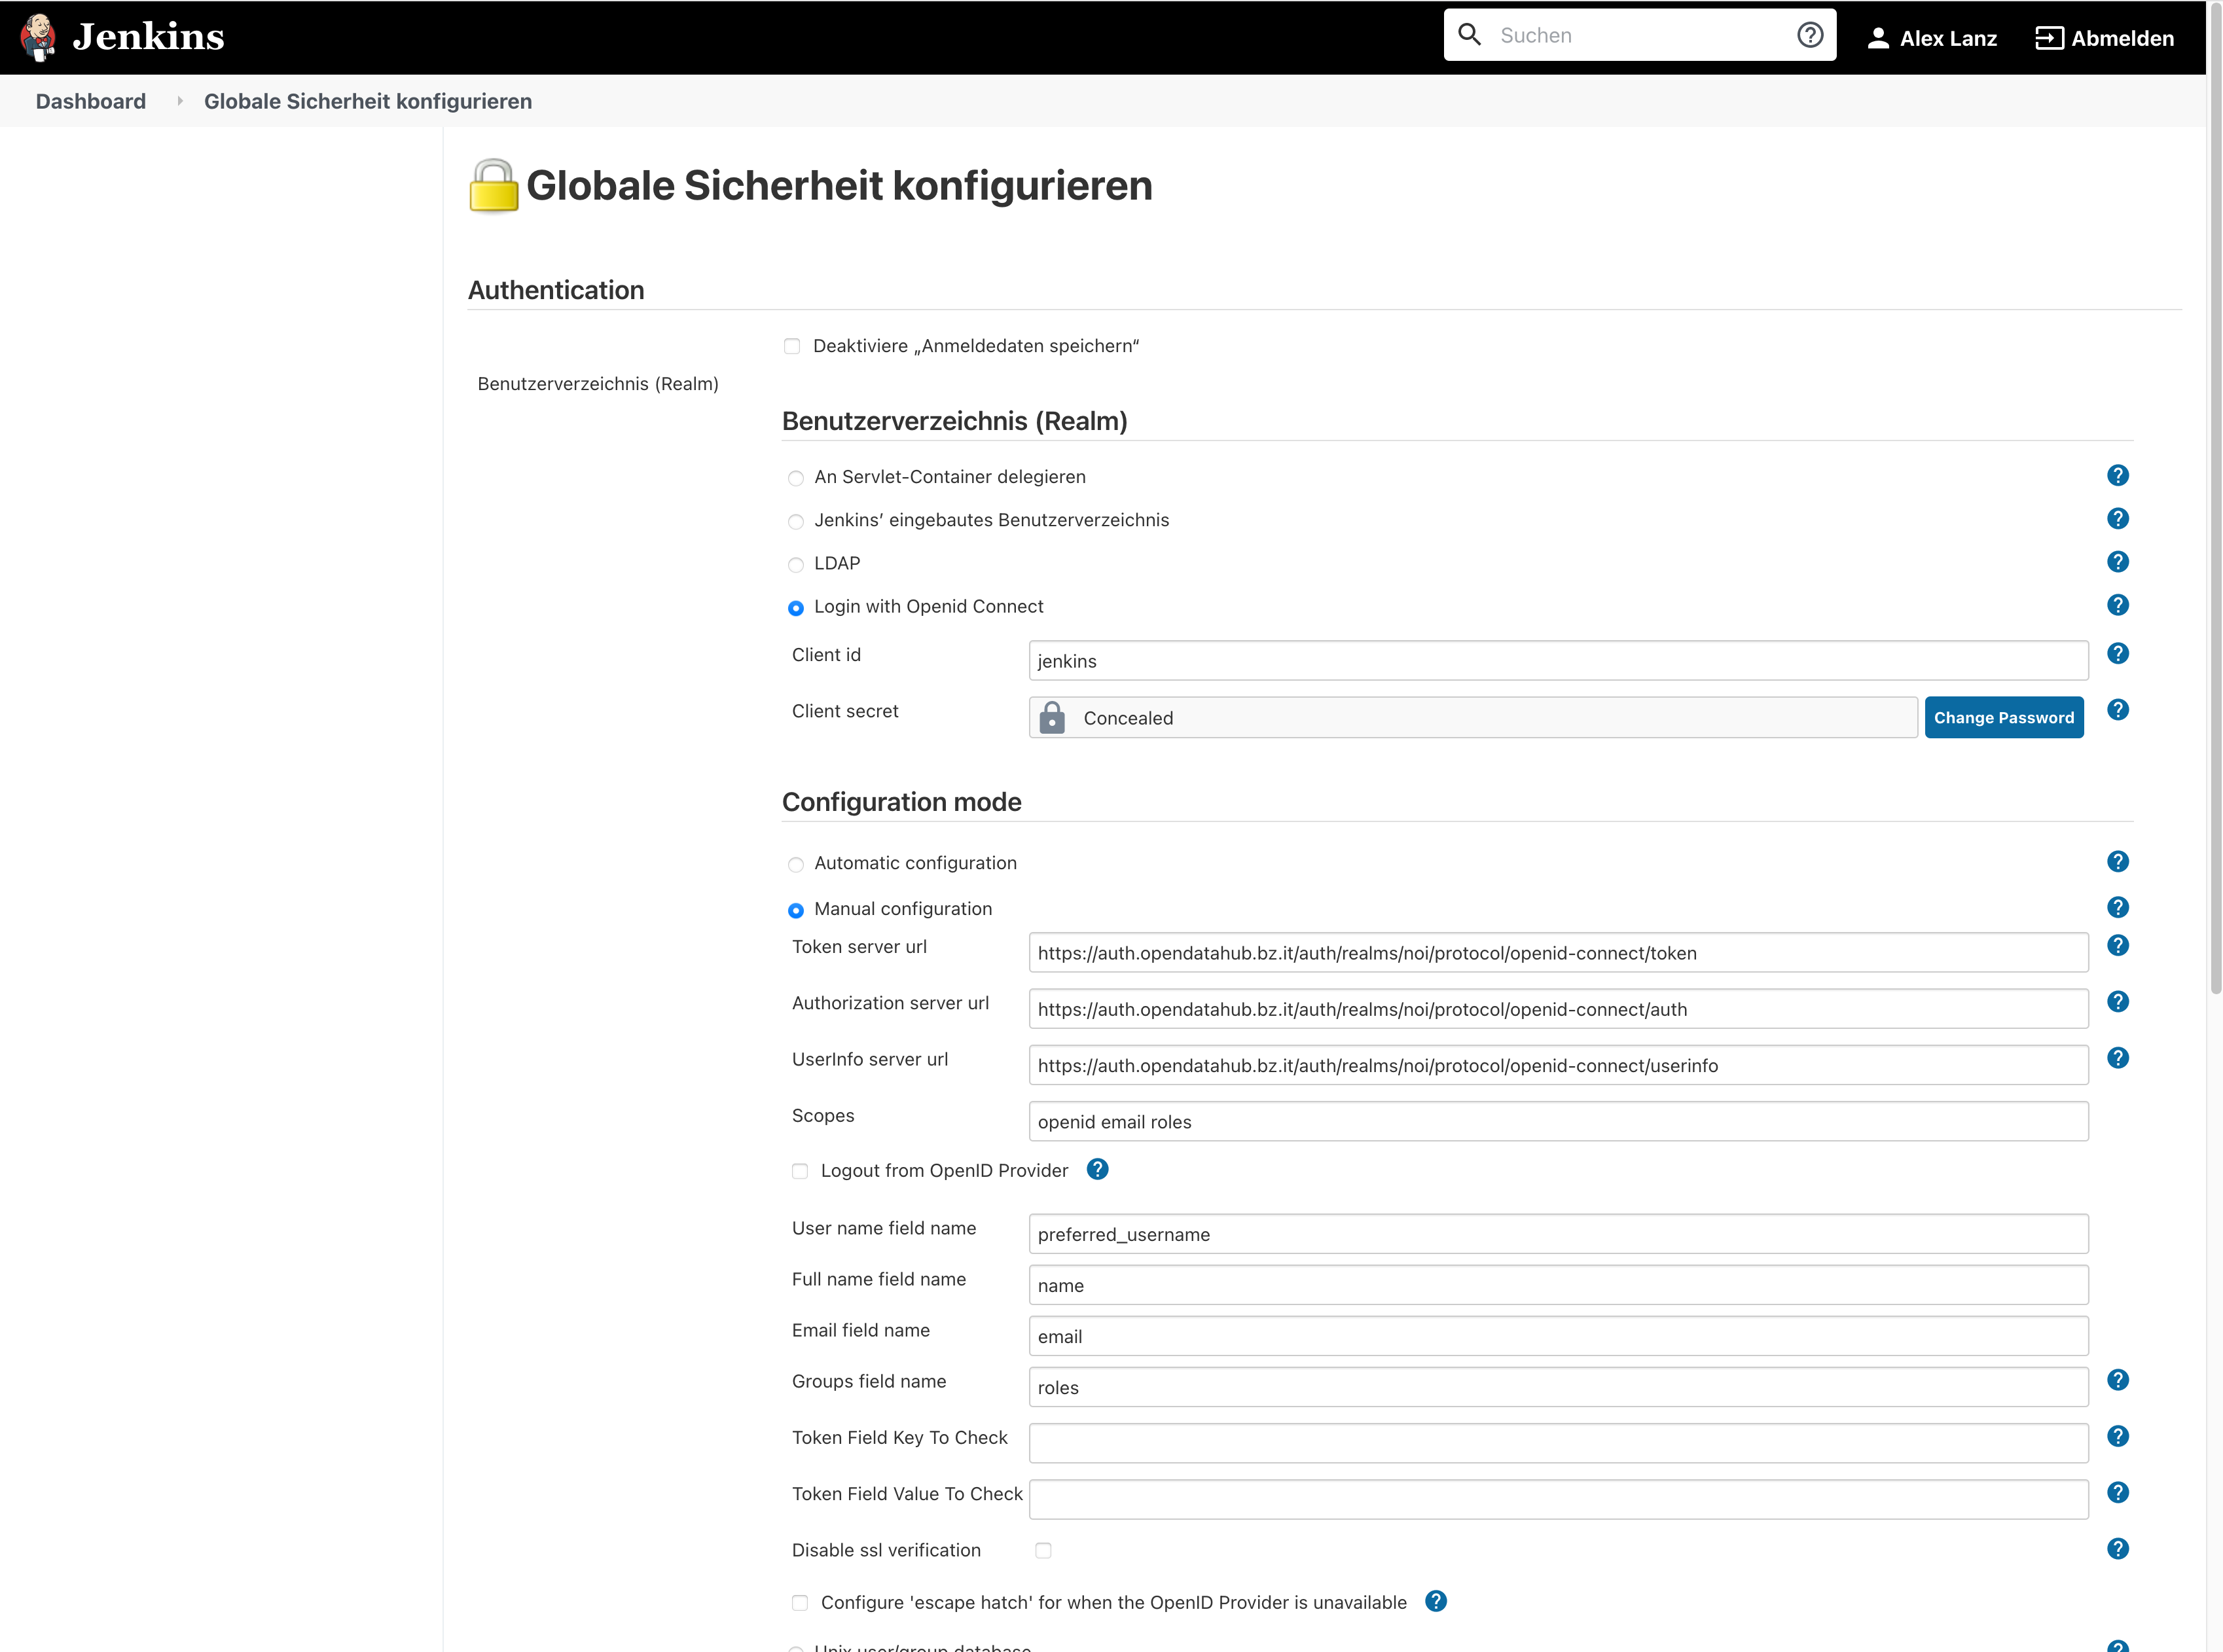 Jenkins
Suchen
Alex Lanz
Abmelden
Dashboard
Globale Sicherheit konfigurieren
Globale Sicherheit konfigurieren
Authentication
Deaktiviere „Anmeldedaten speichern“
Benutzerverzeichnis (Realm)
Benutzerverzeichnis (Realm)
An Servlet-Container delegieren
Jenkins’ eingebautes Benutzerverzeichnis
LDAP
Login with Openid Connect
Client id
jenkins
Client secret
Concealed
Change Password
Configuration mode
Automatic configuration
Manual configuration
Token server url
https://auth.opendatahub.bz.it/auth/realms/noi/protocol/openid-connect/token
Authorization server url
https://auth.opendatahub.bz.it/auth/realms/noi/protocol/openid-connect/auth
UserInfo server url
https://auth.opendatahub.bz.it/auth/realms/noi/protocol/openid-connect/userinfo
Scopes
openid email roles
Logout from OpenID Provider
User name field name
preferred_username
Full name field name
name
Email field name
email
Groups field name
roles
Token Field Key To Check
Token Field Value To Check
Disable ssl verification
Configure 'escape hatch' for when the OpenID Provider is unavailable
Unix user/group database